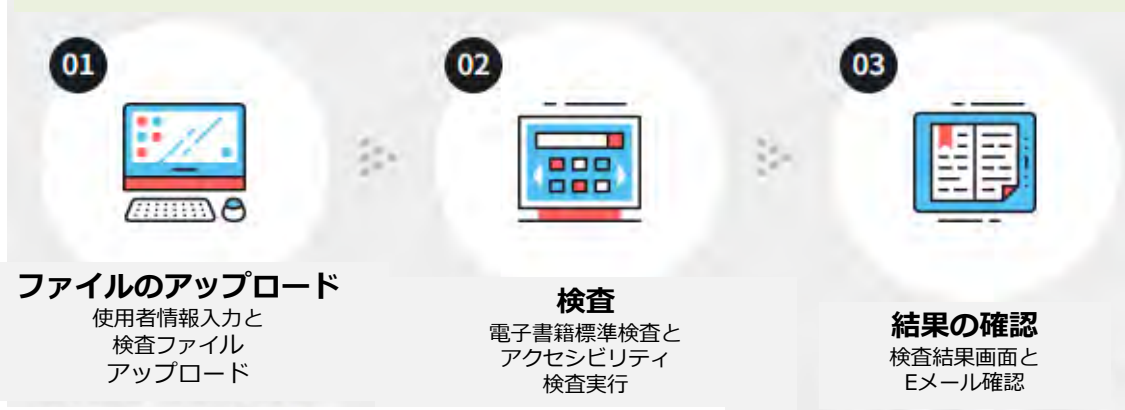 01
ファイルのアップロード
使用者情報入力と
検査ファイル
アップロード
02
検査
電子書籍標準検査と
アクセシビリティ
検査実行
03
結果の確認
検査結果画面と
Eメール確認